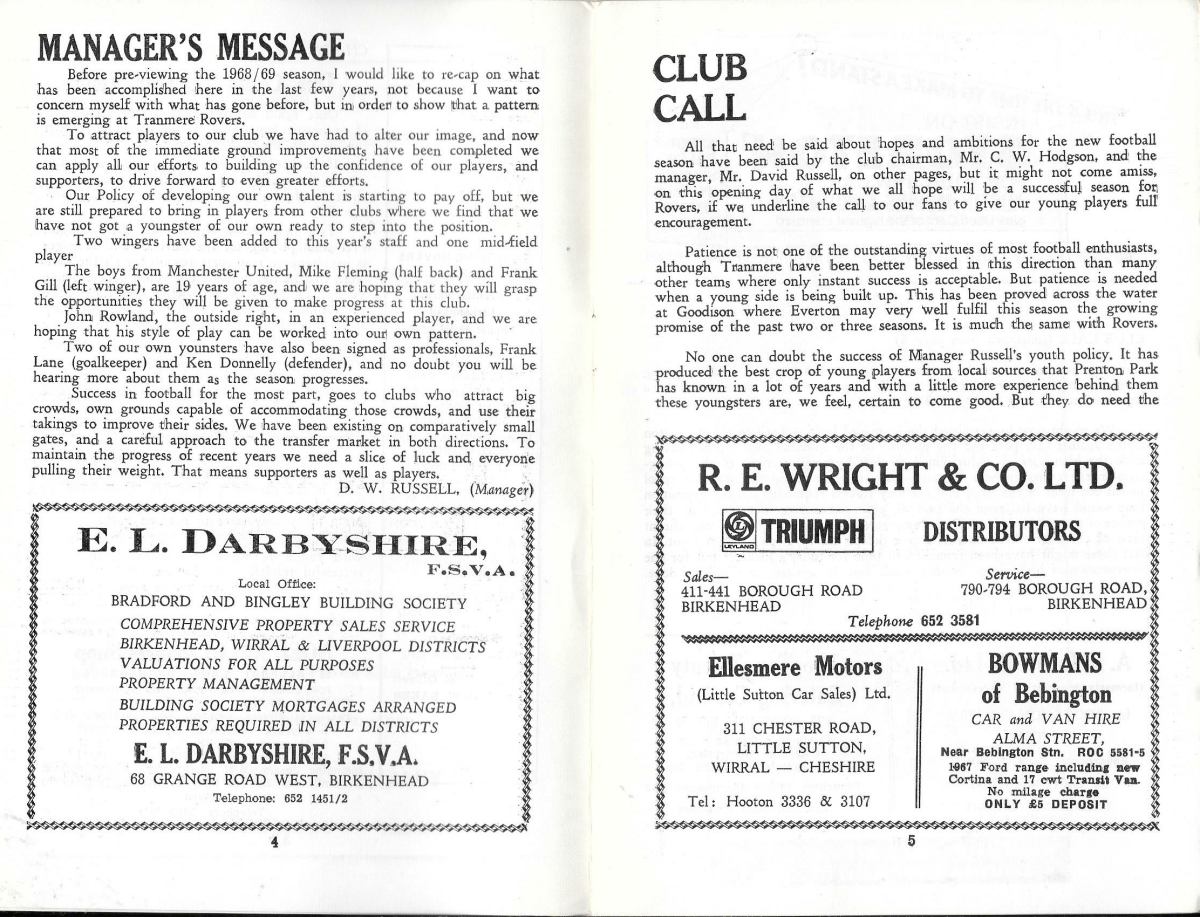 MANAGER'S MESSAGE
Before pre-viewing the 1968/69 season, I would like to re-cap on what
has been accomplished here in the last few years, not because I want to
concern myself with what has gone before, but in order to show that a pattern
is emerging at Tranmere Rovers.
To attract players to our club we have had to alter our image, and now
that most of the immediate ground improvements have been completed we
can apply all our efforts to building up the confidence of our players, and
supporters, to drive forward to even greater efforts.
Our Policy of developing our own talent is starting to pay off, but we
are still prepared to bring in players from other clubs where we find that we
have not got a youngster of our own ready to step into the position.
Two wingers have been added to this year's staff and one mid-field
player
The boys from Manchester United, Mike Fleming (half back) and Frank
Gill (left winger), are 19 years of age, and we are hoping that they will grasp
the opportunities they will be given to make progress at this club.
John Rowland, the outside right, in an experienced player, and we are
hoping that his style of play can be worked into our own pattern.
Two of our own younsters have also been signed as professionals, Frank
Lane (goalkeeper) and Ken Donnelly (defender), and no doubt you will be
hearing more about them as the season progresses.
Success in football for the most part, goes to clubs who attract big
crowds, own grounds capable of accommodating those crowds, and use their
takings to improve their sides. We have been existing on comparatively small
gates, and a careful approach to the transfer market in both directions. To
maintain the progress of recent years we need a slice of luck and everyone
pulling their weight. That means supporters as well as players.
D. W. RUSSELL, (Manager)
E. L. DARBYSHIRE,
F.S.V.A.
Local Office:
BRADFORD AND BINGLEY BUILDING SOCIETY
COMPREHENSIVE PROPERTY SALES SERVICE
BIRKENHEAD, WIRRAL & LIVERPOOL DISTRICTS
VALUATIONS FOR ALL PURPOSES
PROPERTY MANAGEMENT
BUILDING SOCIETY MORTGAGES ARRANGED
PROPERTIES REQUIRED IN ALL DISTRICTS
E. L. DARBYSHIRE, F.S.V.A.
68 GRANGE ROAD WEST, BIRKENHEAD
Telephone: 652 1451/2
4
CLUB
CALL
All that need be said about hopes and ambitions for the new football
season have been said by the club chairman, Mr. C. W. Hodgson, and the
manager, Mr. David Russell, on other pages, but it might not come amiss,
on this opening day of what we all hope will be a successful season for
Rovers, if we underline the call to our fans to give our young players full
encouragement.
Patience is not one of the outstanding virtues of most football enthusiasts,
although Tranmere have been better blessed in this direction than many
other teams where only instant success is acceptable. But patience is needed
when a young side is being built up. This has been proved across the water
at Goodison where Everton may very well fulfil this season the growing
promise of the past two or three seasons. It is much the same with Rovers.
No one can doubt the success of Manager Russell's youth policy. It has
produced the best crop of young players from local sources that Prenton Park
has known in a lot of years and with a little more experience behind them
these youngsters are, we feel, certain to come good. But they do need the
R. E. WRIGHT & CO. LTD.
LEYLAND TRIUMPH DISTRIBUTORS
Sales—
411-441 BOROUGH ROAD
BIRKENHEAD
Service—
790-794 BOROUGH ROAD,
BIRKENHEAD
Telephone 652 3581
Ellesmere Motors
(Little Sutton Car Sales) Ltd.
311 CHESTER ROAD,
LITTLE SUTTON,
WIRRAL — CHESHIRE
Tel: Hooton 3336 & 3107
BOWMANS
of Bebington
CAR and VAN HIRE
ALMA STREET,
Near Bebington Stn. ROC 5581-5
1967 Ford range including new
Cortina and 17 cwt Transit Van.
No milage charge
ONLY £5 DEPOSIT
5